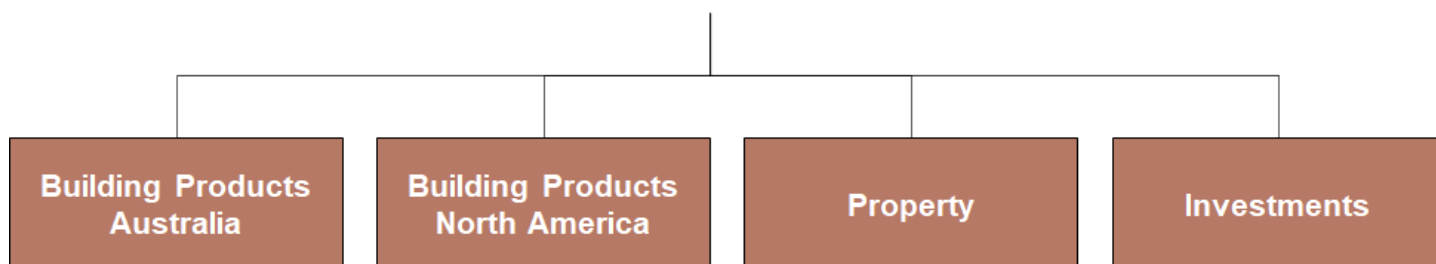 Building Products
Australia
Building Products
North America
Property
Investments